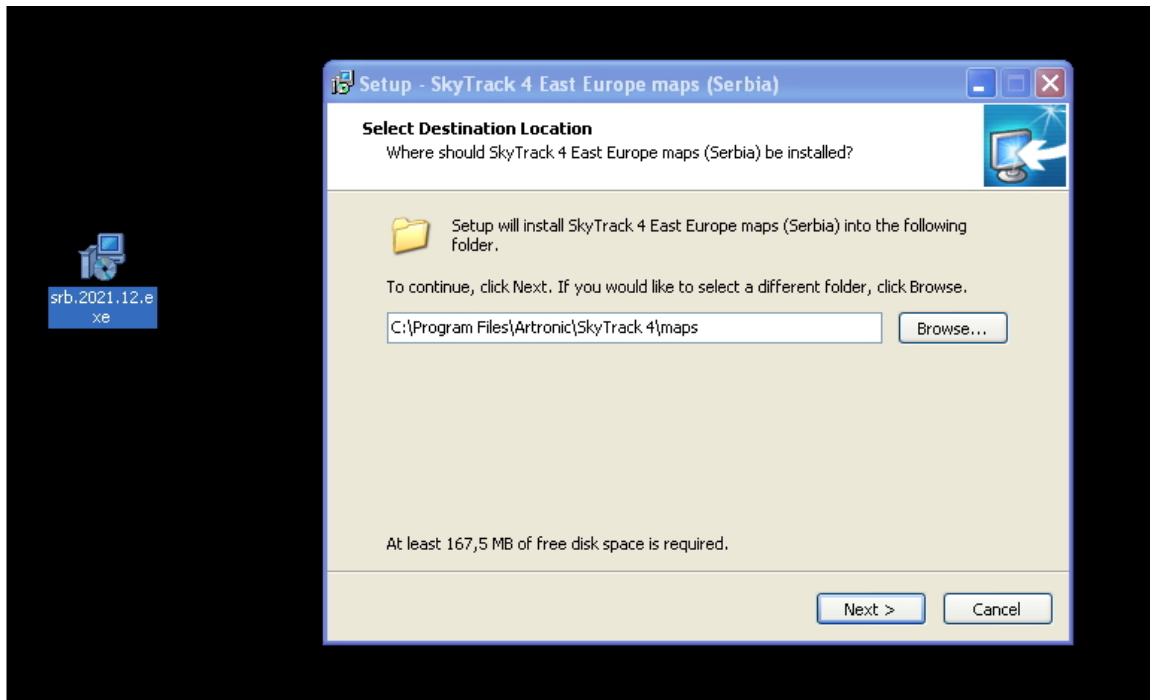 Setup - SkyTrack 4 East Europe maps (Serbia)
Select Destination Location
Where should SkyTrack 4 East Europe maps (Serbia) be installed?
Setup will install SkyTrack 4 East Europe maps (Serbia) into the following
folder.
To continue, click Next. If you would like to select a different folder, click Browse.
C:\Program Files\Artronic\SkyTrack 4\maps
Browse...
srb.2021.12.e
xe
At least 167,5 MB of free disk space is required.
Next >
Cancel